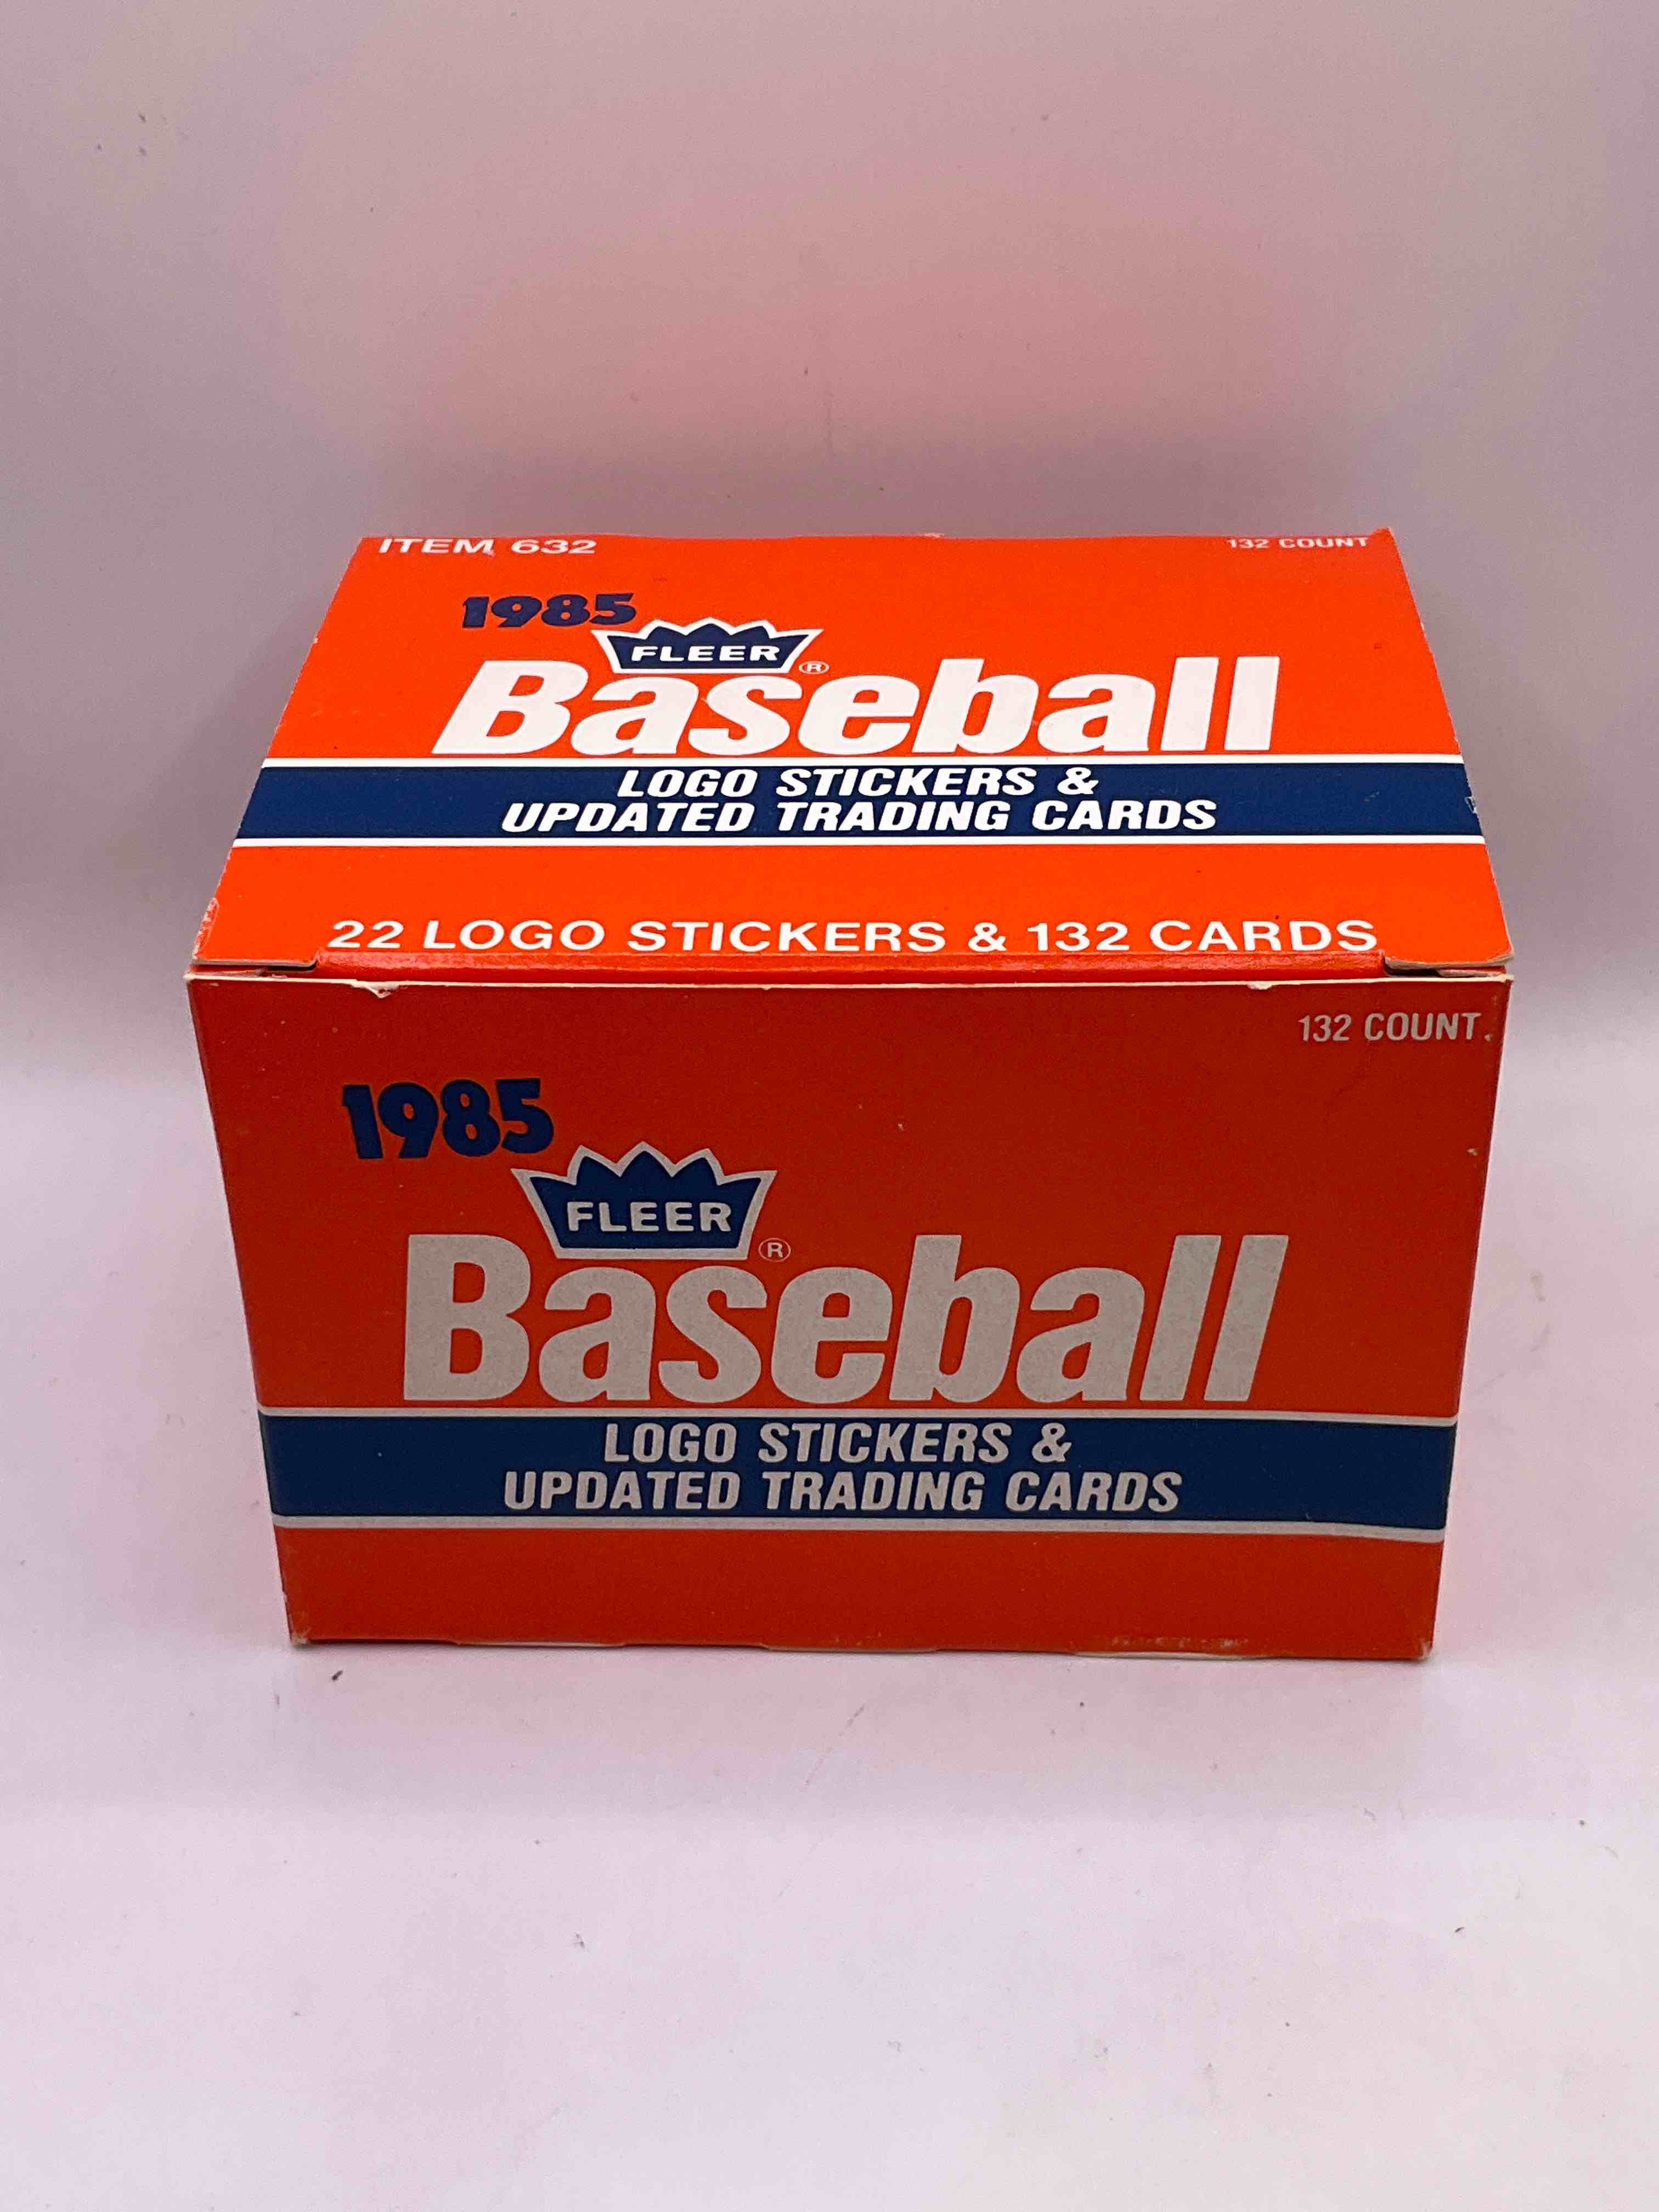 ITEM 632
132 COUNT
1985
FLEER
®
Baseball
LOGO STICKERS &
UPDATED TRADING CARDS
22 LOGO STICKERS & 132 CARDS
132 COUNT
1985
FLEER
®
Baseball
LOGO STICKERS &
UPDATED TRADING CARDS